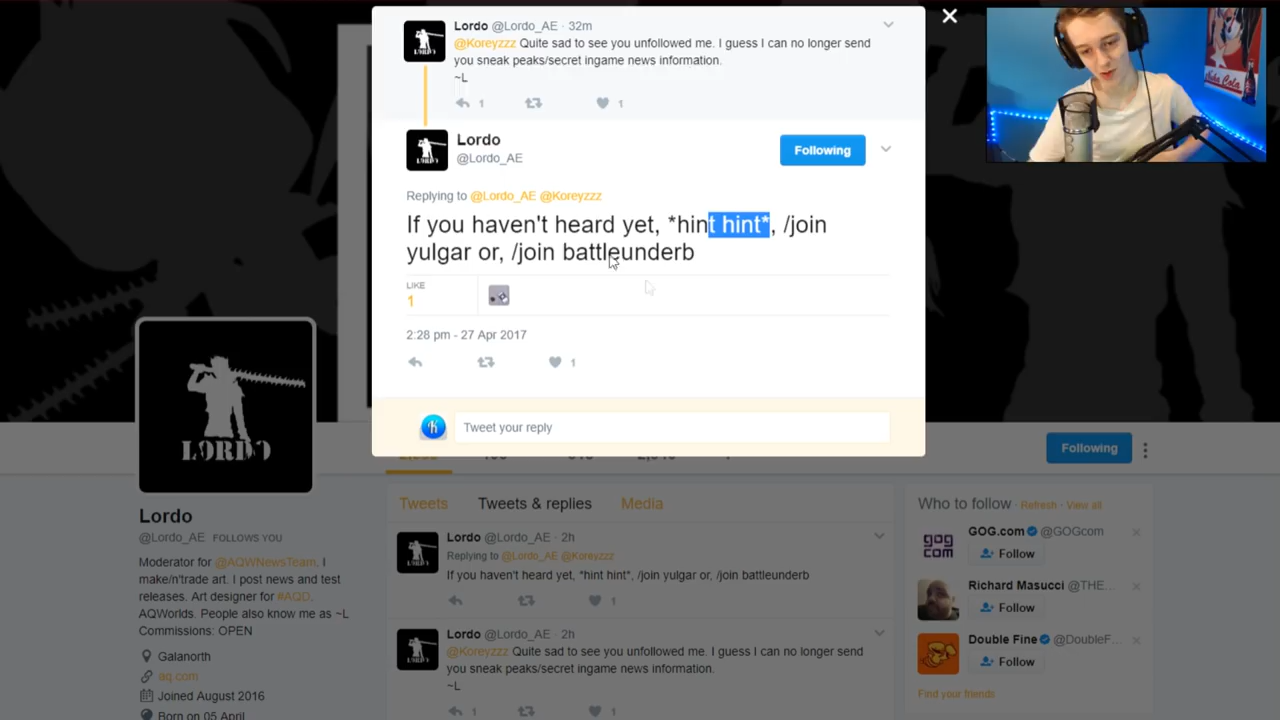 Lordo @Lordo_AE · 32m
@Koreyzzz Quite sad to see you unfollowed me. I guess I can no longer send
you sneak peaks/secret ingame news information.
~L
1 1
Lordo
@Lordo_AE
Following
Replying to @Lordo_AE @Koreyzzz
If you haven't heard yet, *hint hint*, /join
yulgar or, /join battleunderb
LIKE
1
2:28 pm - 27 Apr 2017
1
Tweet your reply
LORDO
Lordo
@Lordo_AE FOLLOWS YOU
Moderator for @AQWNewsTeam. I
make/n'trade art. I post news and test
releases. Art designer for #AQD.
AQWorlds. People also know me as ~L
Commissions: OPEN
Galanorth
aq.com
Joined August 2016
Born on 05 April
Following
Tweets Tweets & replies Media
Lordo @Lordo_AE · 2h
Replying to @Lordo_AE @Koreyzzz
If you haven't heard yet, *hint hint*, /join yulgar or, /join battleunderb
1
Lordo @Lordo_AE · 2h
@Koreyzzz Quite sad to see you unfollowed me. I guess I can no longer send
you sneak peaks/secret ingame news information.
~L
1 1
Who to follow · Refresh · View all
GOG.com @GOGcom
Follow
Richard Masucci @THE...
Follow
Double Fine @DoubleF...
Follow
Find your friends